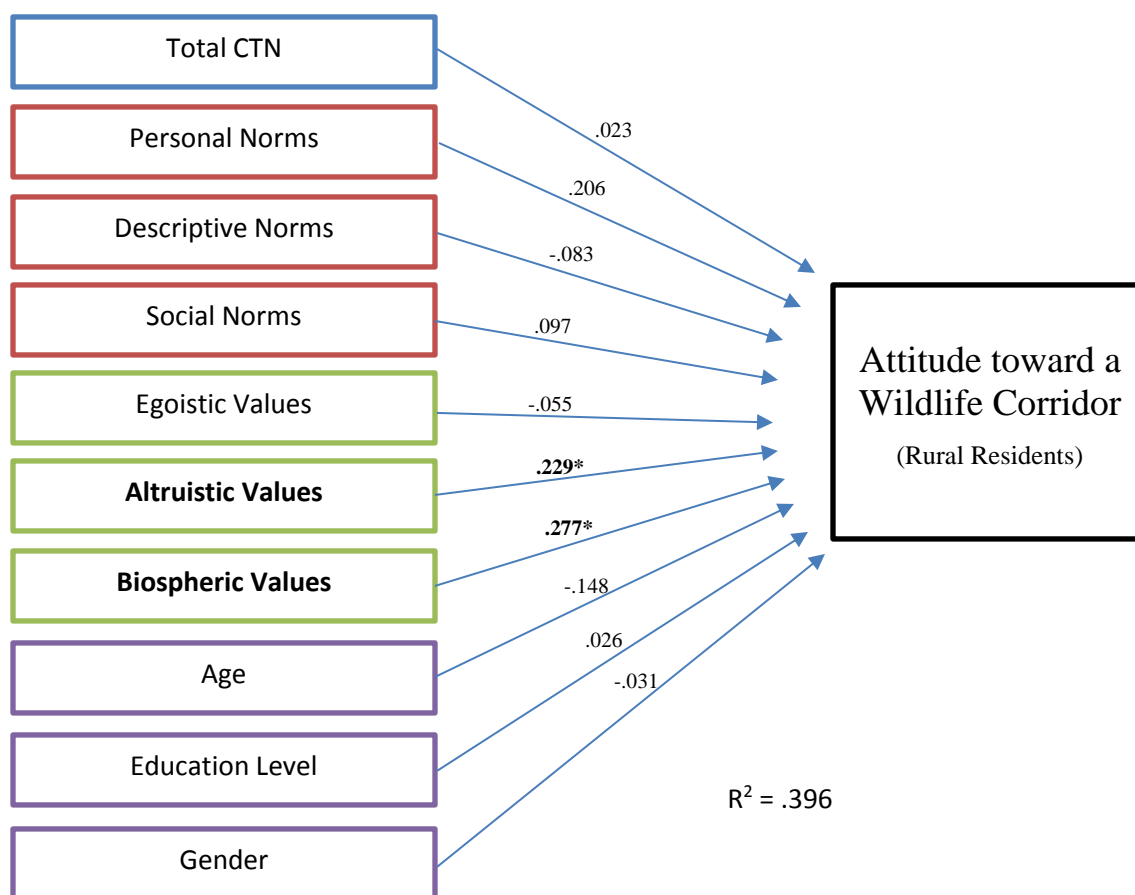 Total CTN
.023
Personal Norms
.206
Descriptive Norms
-.083
Social Norms
.097
Egoistic Values
-.055
Altruistic Values
.229*
Biospheric Values
.277*
Age
-.148
Education Level
.026
Gender
-.031
Attitude toward a
Wildlife Corridor
(Rural Residents)
R² = .396